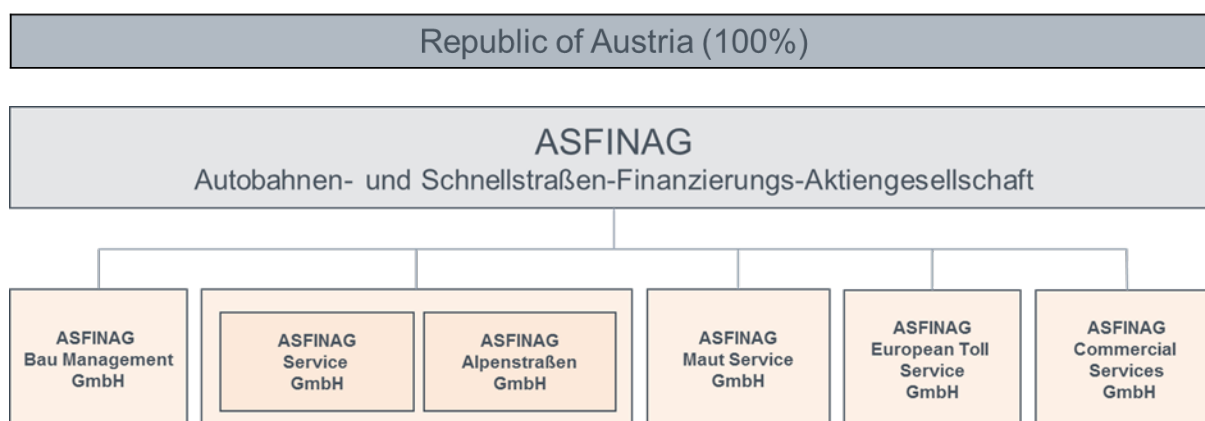 Republic of Austria (100%)
ASFINAG
Autobahnen- und Schnellstraßen-Finanzierungs-Aktiengesellschaft
ASFINAG
Bau Management
GmbH
ASFINAG
Service
GmbH
ASFINAG
Alpenstraßen
GmbH
ASFINAG
Maut Service
GmbH
ASFINAG
European Toll
Service
GmbH
ASFINAG
Commercial
Services
GmbH